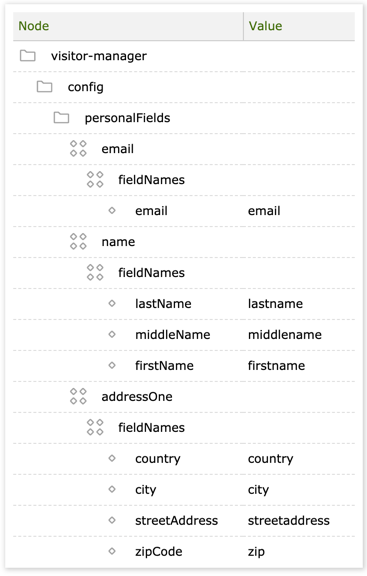 Node Value
visitor-manager
config
personalFields
email
fieldNames
email email
name
fieldNames
lastName lastname
middleName middlename
firstName firstname
addressOne
fieldNames
country country
city city
streetAddress streetaddress
zipCode zip